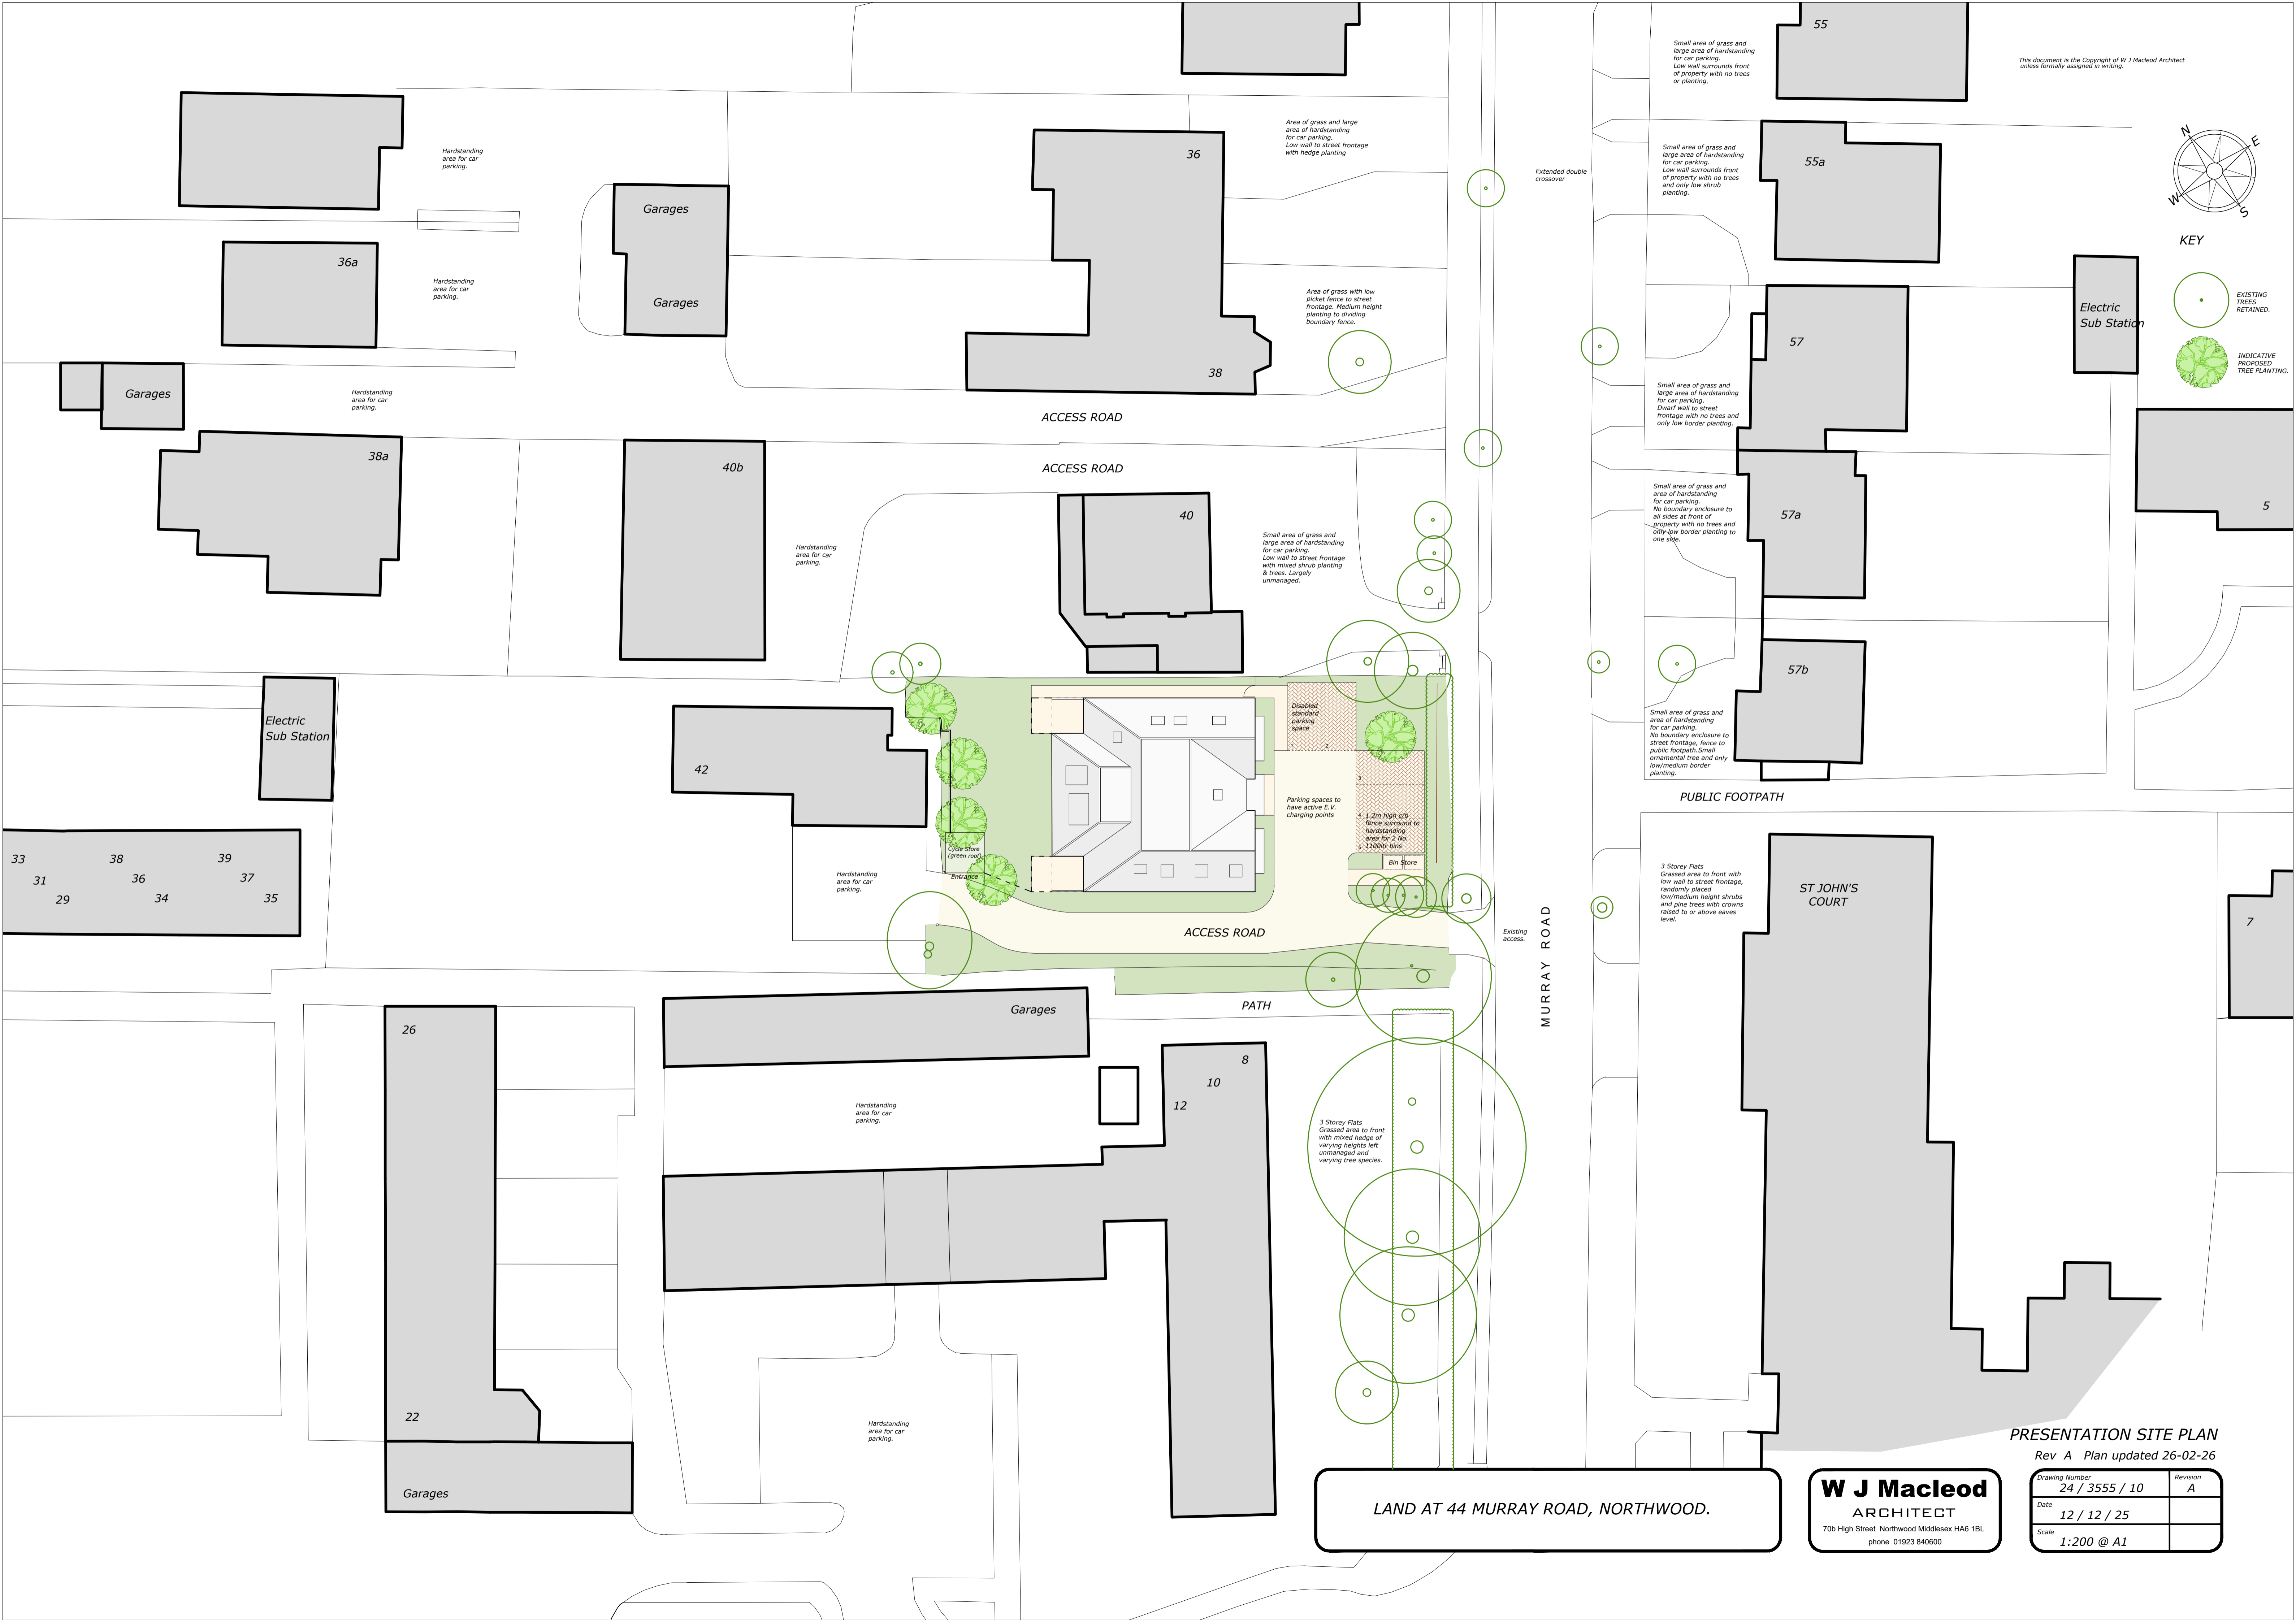 55
Small area of grass and
large area of hardstanding
for car parking.
Low wall surrounds front
of property with no trees
or planting.
This document is the Copyright of W J Macleod Architect
unless formally assigned in writing.
N
E
S
W
KEY
EXISTING
TREES
RETAINED.
INDICATIVE
PROPOSED
TREE PLANTING.
Hardstanding
area for car
parking.
Garages
Garages
36
Area of grass and large
area of hardstanding
for car parking.
Low wall to street frontage
with hedge planting
Extended double
crossover
Small area of grass and
large area of hardstanding
for car parking.
Low wall surrounds front
of property with no trees
and only low shrub
planting.
55a
36a
Hardstanding
area for car
parking.
Area of grass with low
picket fence to street
frontage. Medium height
planting to dividing
boundary fence.
38
57
Electric
Sub Station
Garages
Hardstanding
area for car
parking.
ACCESS ROAD
Small area of grass and
large area of hardstanding
for car parking.
Dwarf wall to street
frontage with no trees and
only low border planting.
38a
40b
ACCESS ROAD
40
Small area of grass and
area of hardstanding
for car parking.
No boundary enclosure to
all sides at front of
property with no trees and
only low border planting to
one side.
57a
5
Hardstanding
area for car
parking.
Small area of grass and
large area of hardstanding
for car parking.
Low wall to street frontage
with mixed shrub planting
& trees. Largely
unmanaged.
57b
Electric
Sub Station
42
Disabled
standard
parking
space
1
2
3
4
5
Parking spaces to
have active E.V.
charging points
1.2m high c/b
fence surround to
hardstanding
area for 2 No.
1100ltr bins
Bin Store
Small area of grass and
area of hardstanding
for car parking.
No boundary enclosure to
street frontage, fence to
public footpath.Small
ornamental tree and only
low/medium border
planting.
PUBLIC FOOTPATH
33
38
39
31
36
37
29
34
35
Hardstanding
area for car
parking.
Cycle Store
(green roof)
Entrance
ACCESS ROAD
Existing
access.
MURRAY ROAD
3 Storey Flats
Grassed area to front with
low wall to street frontage,
randomly placed
low/medium height shrubs
and pine trees with crowns
raised to or above eaves
level.
ST JOHN'S
COURT
7
PATH
26
Garages
8
10
12
Hardstanding
area for car
parking.
3 Storey Flats
Grassed area to front
with mixed hedge of
varying heights left
unmanaged and
varying tree species.
22
Garages
Hardstanding
area for car
parking.
LAND AT 44 MURRAY ROAD, NORTHWOOD.
W J Macleod
ARCHITECT
70b High Street Northwood Middlesex HA6 1BL
phone 01923 840600
PRESENTATION SITE PLAN
Rev A Plan updated 26-02-26
Drawing Number
24 / 3555 / 10
Revision
A
Date
12 / 12 / 25
Scale
1:200 @ A1